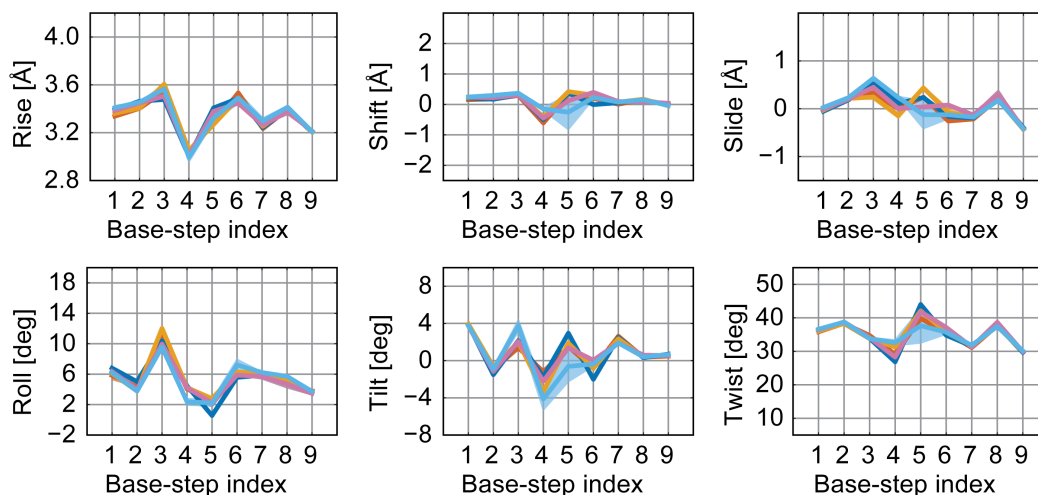 Rise [Å]
4.0
3.6
3.2
2.8
1 2 3 4 5 6 7 8 9
Base-step index
Shift [Å]
2
1
0
−1
−2
1 2 3 4 5 6 7 8 9
Base-step index
Slide [Å]
1
0
−1
1 2 3 4 5 6 7 8 9
Base-step index
Roll [deg]
18
14
10
6
2
−2
1 2 3 4 5 6 7 8 9
Base-step index
Tilt [deg]
8
4
0
−4
−8
1 2 3 4 5 6 7 8 9
Base-step index
Twist [deg]
50
40
30
20
10
1 2 3 4 5 6 7 8 9
Base-step index